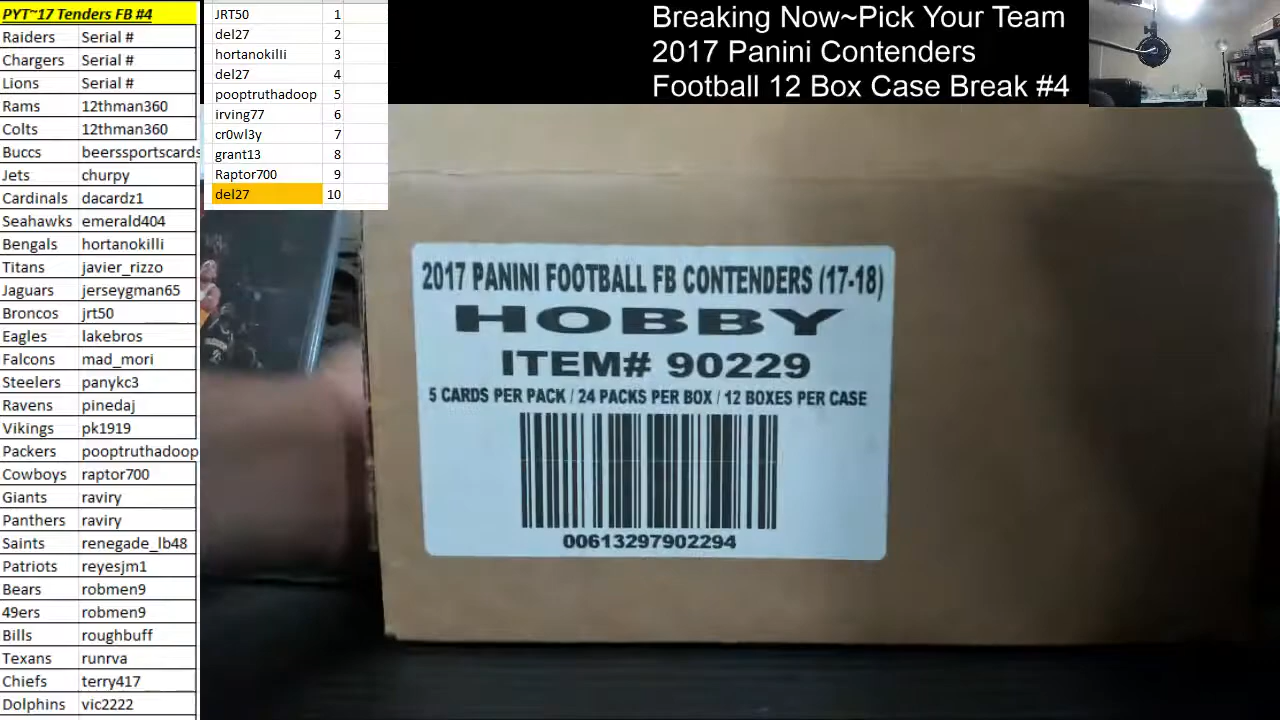 PYT~17 Tenders FB #4
Raiders Serial #
Chargers Serial #
Lions Serial #
Rams 12thman360
Colts 12thman360
Buccs beerssportscards
Jets churpy
Cardinals dacardz1
Seahawks emerald404
Bengals hortanokilli
Titans javier_rizzo
Jaguars jerseygman65
Broncos jrt50
Eagles lakebros
Falcons mad_mori
Steelers panykc3
Ravens pinedaj
Vikings pk1919
Packers pooptruthadoop
Cowboys raptor700
Giants raviry
Panthers raviry
Saints renegade_lb48
Patriots reyesjm1
Bears robmen9
49ers robmen9
Bills roughbuff
Texans runrva
Chiefs terry417
Dolphins vic2222
JRT50 1
del27 2
hortanokilli 3
del27 4
pooptruthadoop 5
irving77 6
cr0wl3y 7
grant13 8
Raptor700 9
del27 10
Breaking Now~Pick Your Team
2017 Panini Contenders
Football 12 Box Case Break #4
2017 PANINI FOOTBALL FB CONTENDERS (17-18)
HOBBY
ITEM# 90229
5 CARDS PER PACK / 24 PACKS PER BOX / 12 BOXES PER CASE
00613297902294